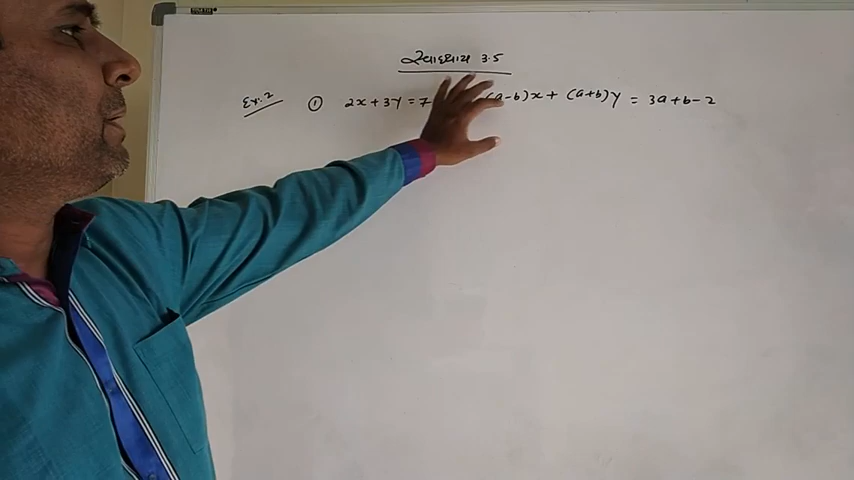 સ્વાધ્યાય 3.5
Ex. 2 ① 2x + 3y = 7 (a-b)x + (a+b)y = 3a+b-2